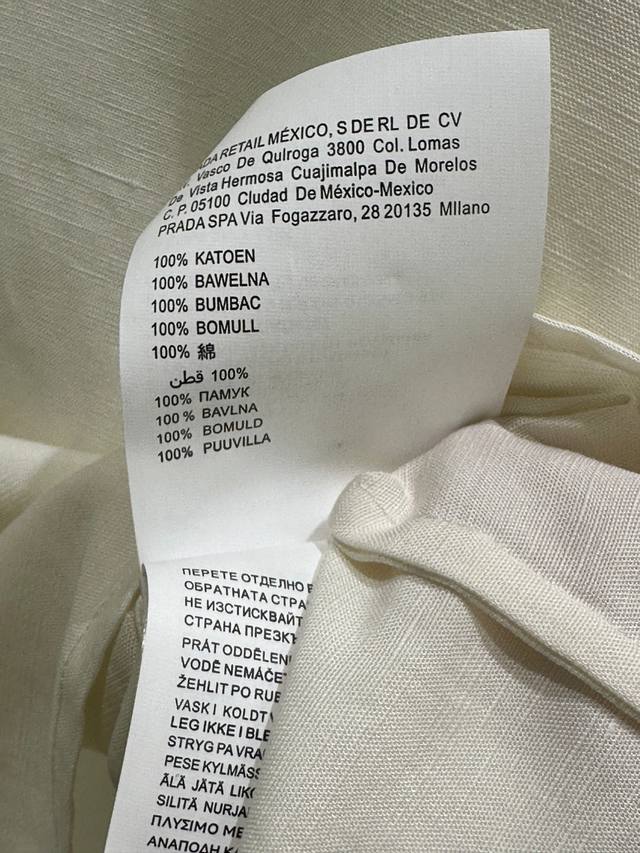 RETAIL MÉXICO, S DE RL DE CV
Vasco De Quiroga 3800 Col. Lomas
De Vista Hermosa Cuajimalpa De Morelos
C. P. 05100 Ciudad De México-Mexico
PRADA SPA Via Fogazzaro, 28 20135 MIlano
100% KATOEN
100% BAWELNA
100% BUMBAC
100% BOMULL
100% 綿
100% قطن
100% ПАМУК
100% BAVLNA
100% BOMULD
100% PUUVILLA
ПЕРЕТЕ ОТДЕЛНО
ОБРАТНАТА СТРА
НЕ ИЗСТИСКВАЙТ
СТРАНА ПРЕЗ
PRÁT ODDĚLEN
VODĚ NEMÁČE
ŽEHLIT PO RUB
VASK I KOLDT
LEG IKKE I BLE
STRYG PA VRA
PESE KYLMÄSS
ÄLÄ JÄTÄ LIK
SILITÄ NURJA
ΠΛΥΣΙΜΟ ΜΕ
ΑΝΑΠΟΔΗ Κ